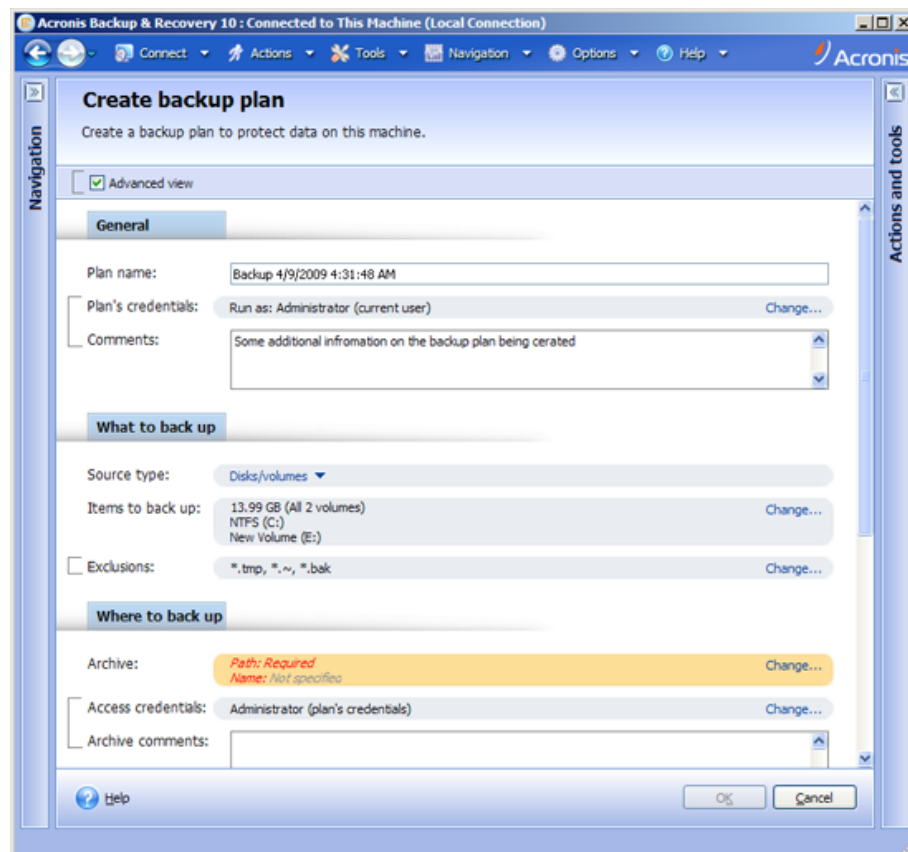 Acronis Backup & Recovery 10 : Connected to This Machine (Local Connection)
Connect Actions Tools Navigation Options Help Acronis
Navigation
Actions and tools
Create backup plan
Create a backup plan to protect data on this machine.
Advanced view
General
Plan name: Backup 4/9/2009 4:31:48 AM
Plan's credentials: Run as: Administrator (current user) Change...
Comments: Some additional infromation on the backup plan being cerated
What to back up
Source type: Disks/volumes
Items to back up: 13.99 GB (All 2 volumes) Change...
NTFS (C:)
New Volume (E:)
Exclusions: *.tmp, *.~, *.bak Change...
Where to back up
Archive: Path: Required Change...
Name: Not specified
Access credentials: Administrator (plan's credentials) Change...
Archive comments:
Help OK Cancel